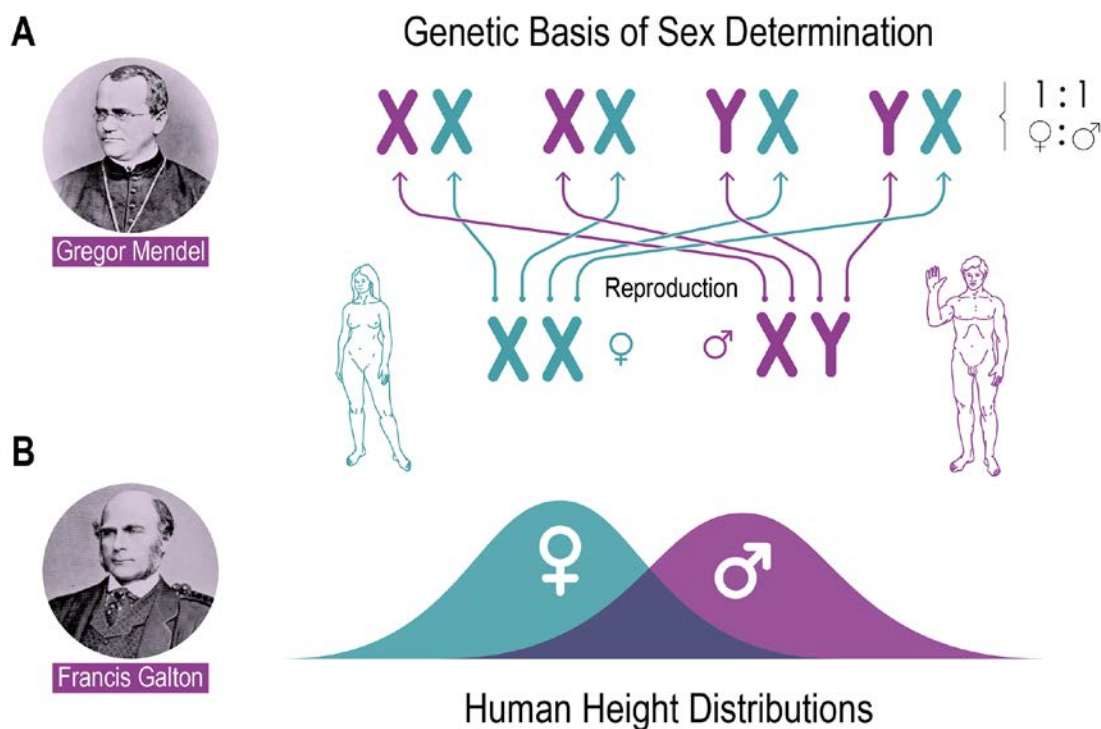 A
Genetic Basis of Sex Determination
X X X X Y X Y X
1:1
♀:♂
Gregor Mendel
Reproduction
X X ♀ ♂ X Y
B
♀ ♂
Francis Galton
Human Height Distributions